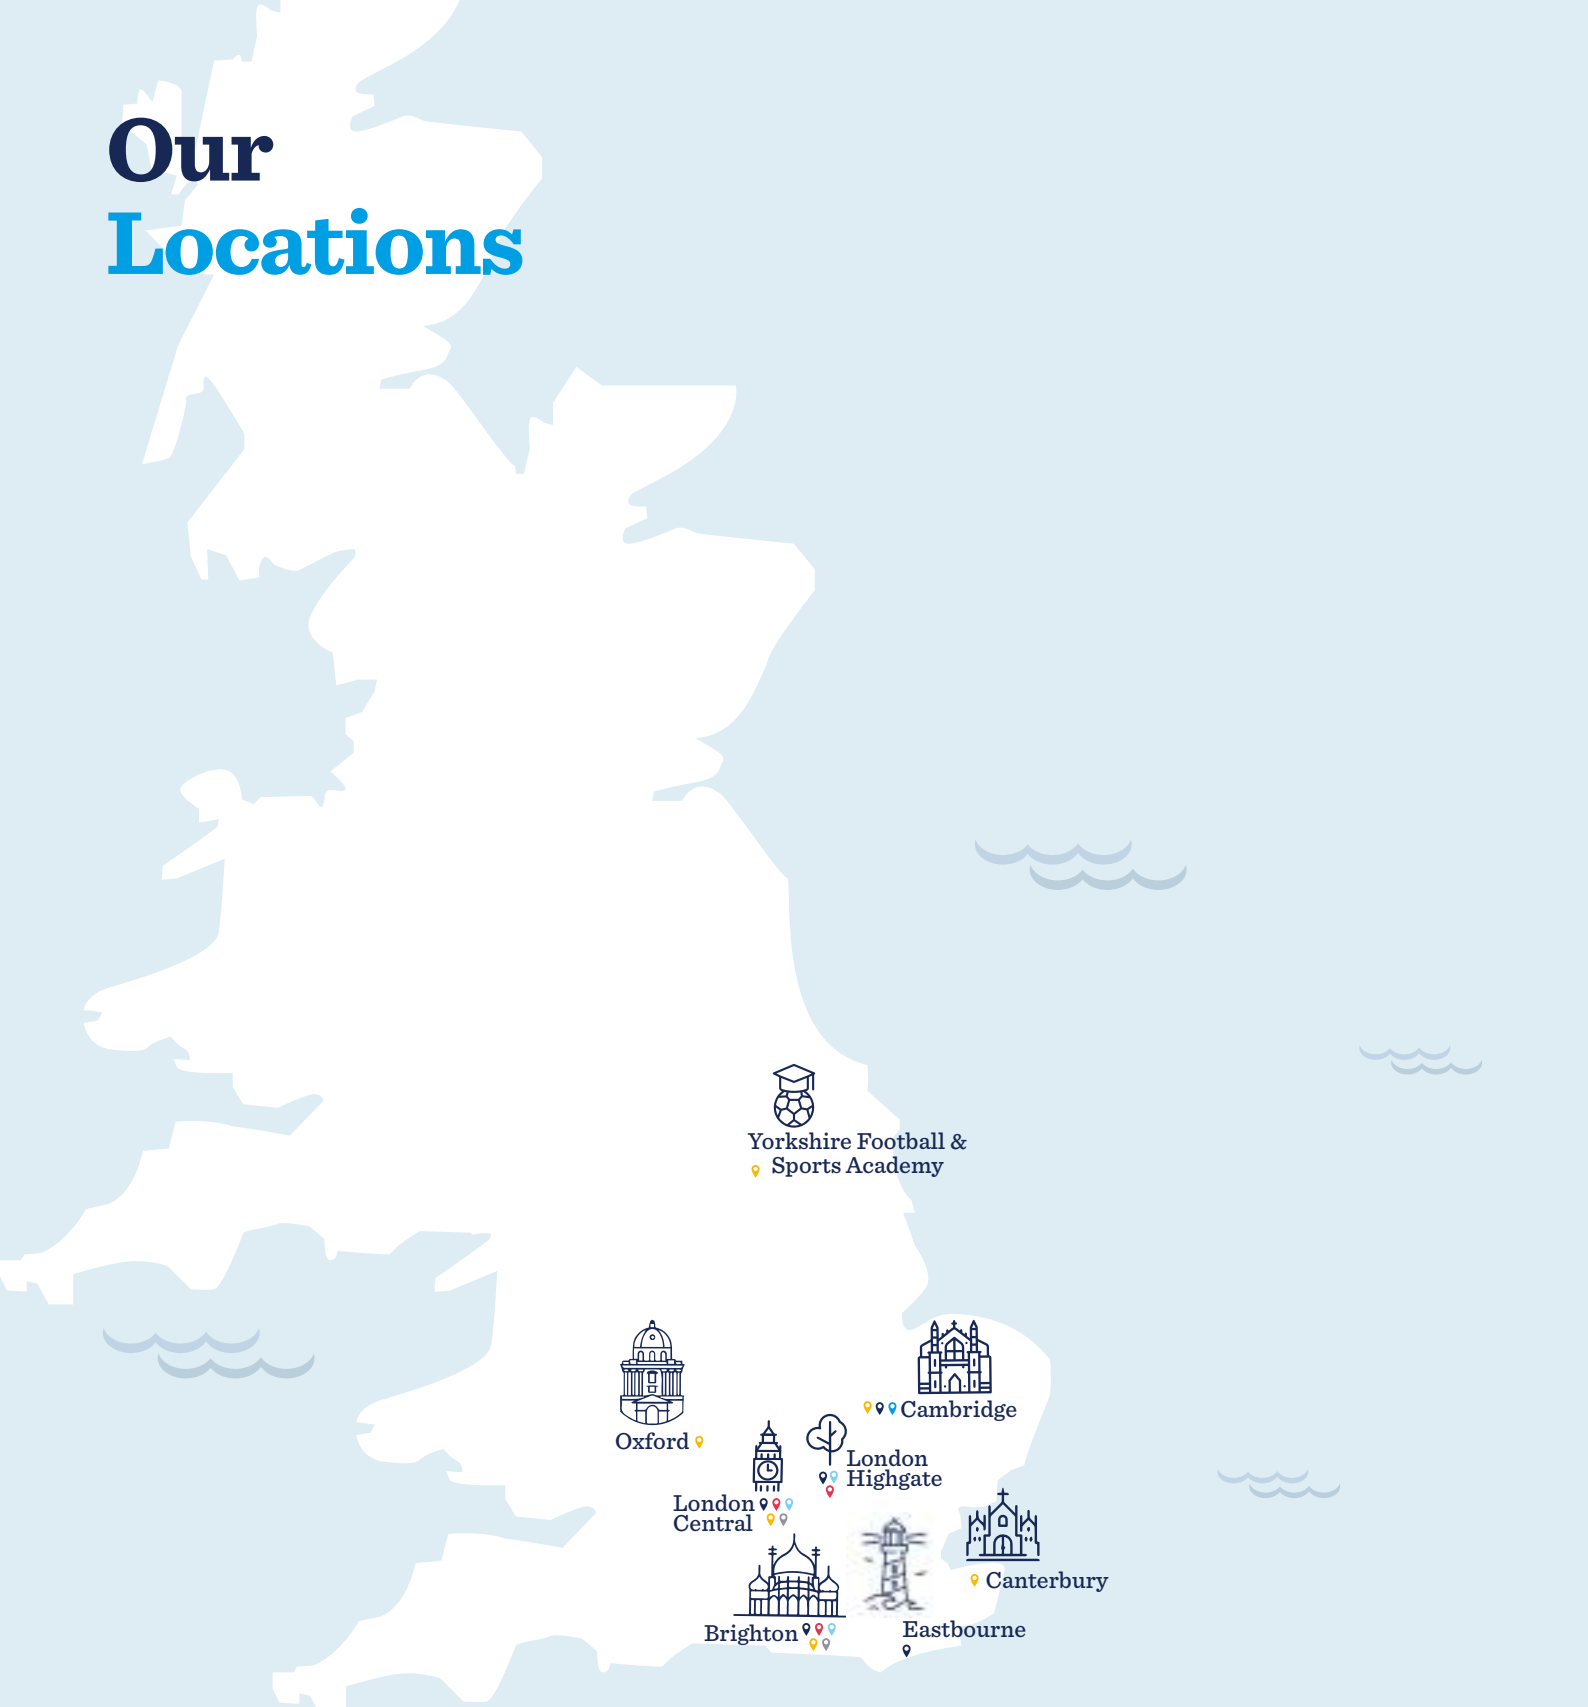 Our
Locations
Yorkshire Football &
Sports Academy
Cambridge
Oxford
London
Highgate
London
Central
Canterbury
Brighton
Eastbourne